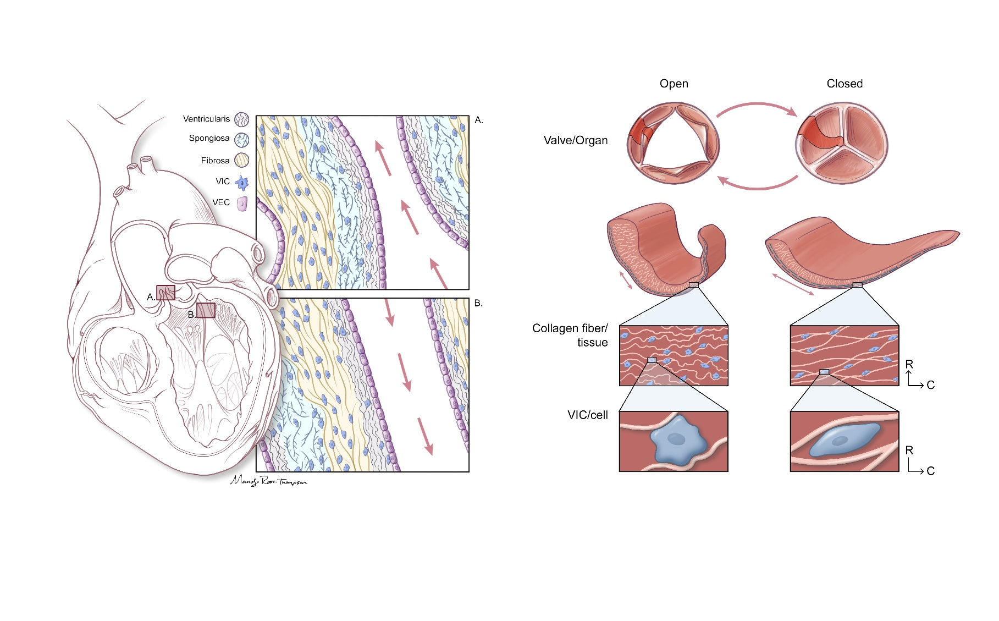 Ventricularis
Spongiosa
Fibrosa
VIC
VEC
A.
B.
A.
B.
Open
Closed
Valve/Organ
Collagen fiber/
tissue
R
C
VIC/cell
R
C